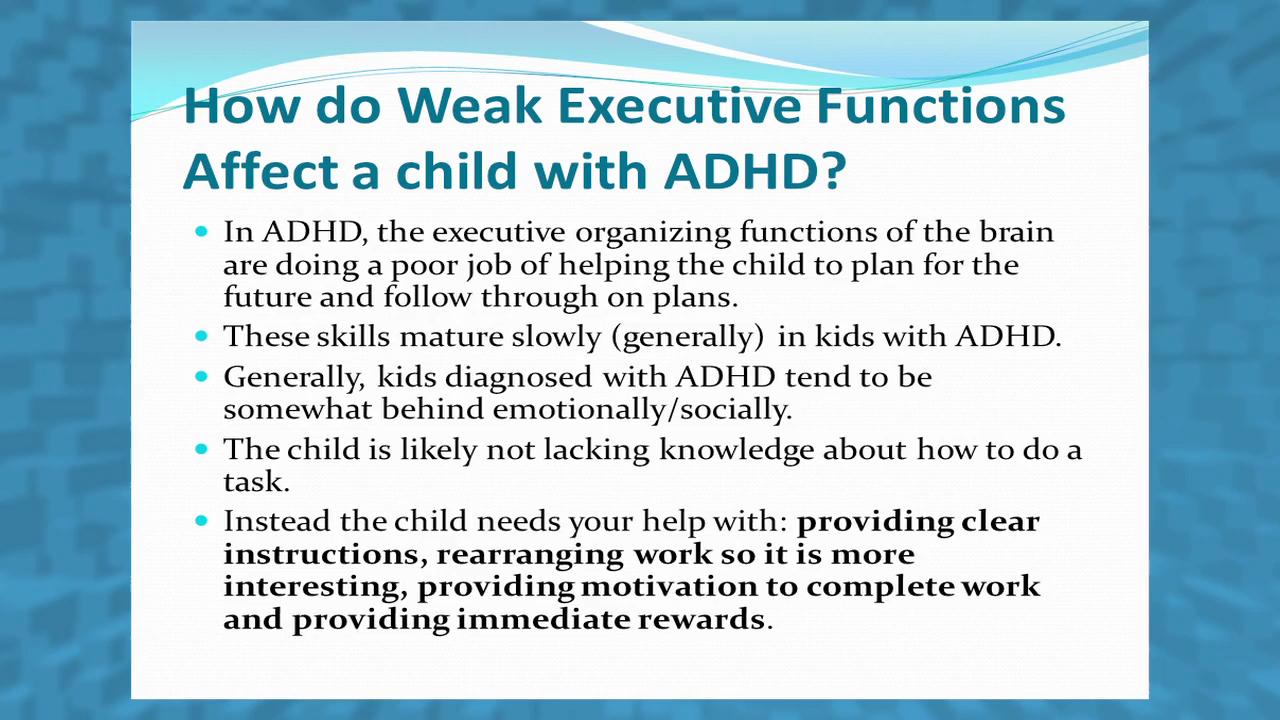 How do Weak Executive Functions
Affect a child with ADHD?
• In ADHD, the executive organizing functions of the brain
are doing a poor job of helping the child to plan for the
future and follow through on plans.
• These skills mature slowly (generally) in kids with ADHD.
• Generally, kids diagnosed with ADHD tend to be
somewhat behind emotionally/socially.
• The child is likely not lacking knowledge about how to do a
task.
• Instead the child needs your help with: providing clear
instructions, rearranging work so it is more
interesting, providing motivation to complete work
and providing immediate rewards.